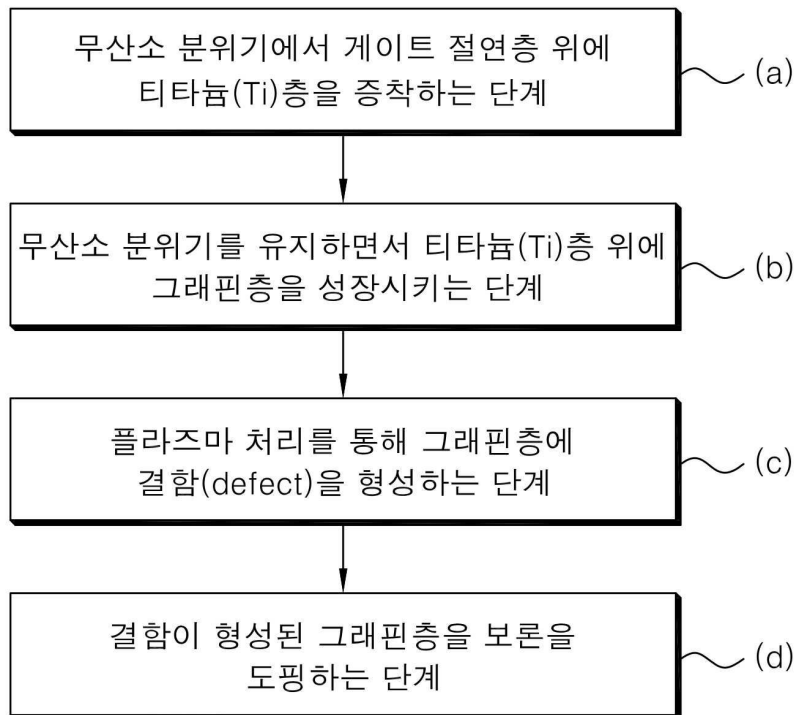 무산소 분위기에서 게이트 절연층 위에
티타늄(Ti)층을 증착하는 단계
(a)
무산소 분위기를 유지하면서 티타늄(Ti)층 위에
그래핀층을 성장시키는 단계
(b)
플라즈마 처리를 통해 그래핀층에
결함(defect)을 형성하는 단계
(c)
결함이 형성된 그래핀층을 보론을
도핑하는 단계
(d)